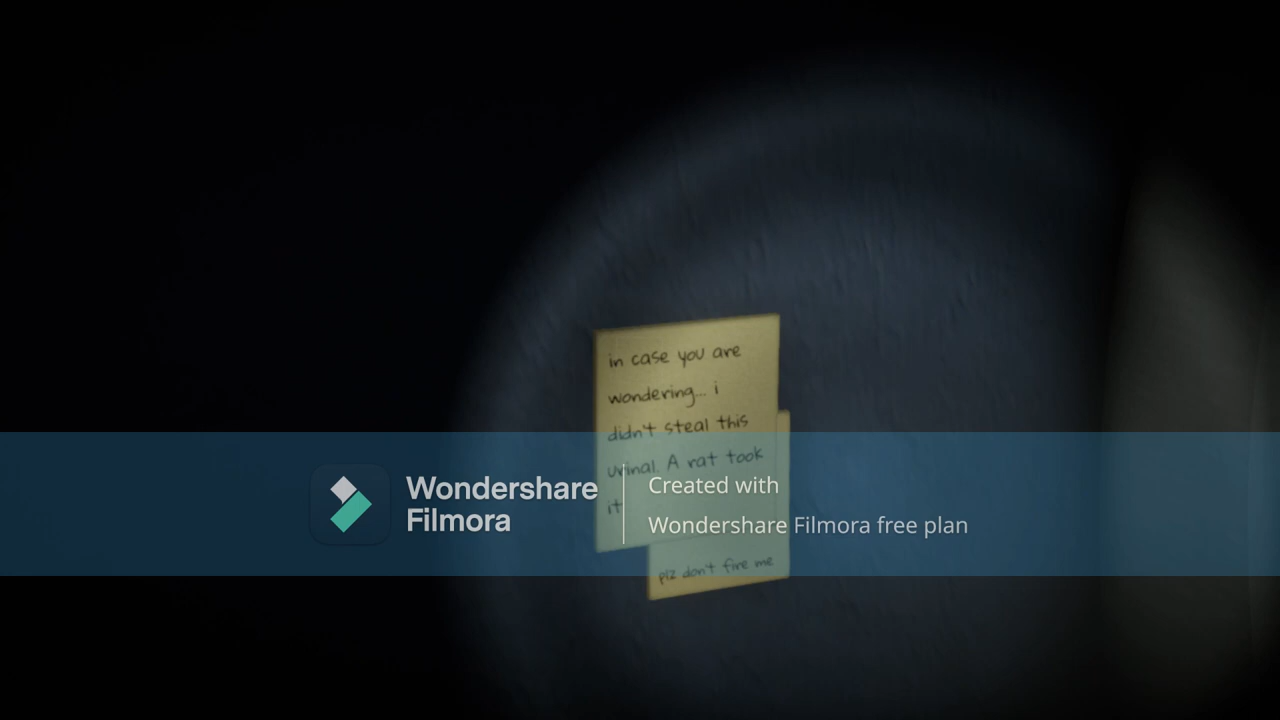 in case you are
wondering... i
didn't steal this
urinal. A rat took
it
plz don't fire me
Wondershare
Filmora
Created with
Wondershare Filmora free plan